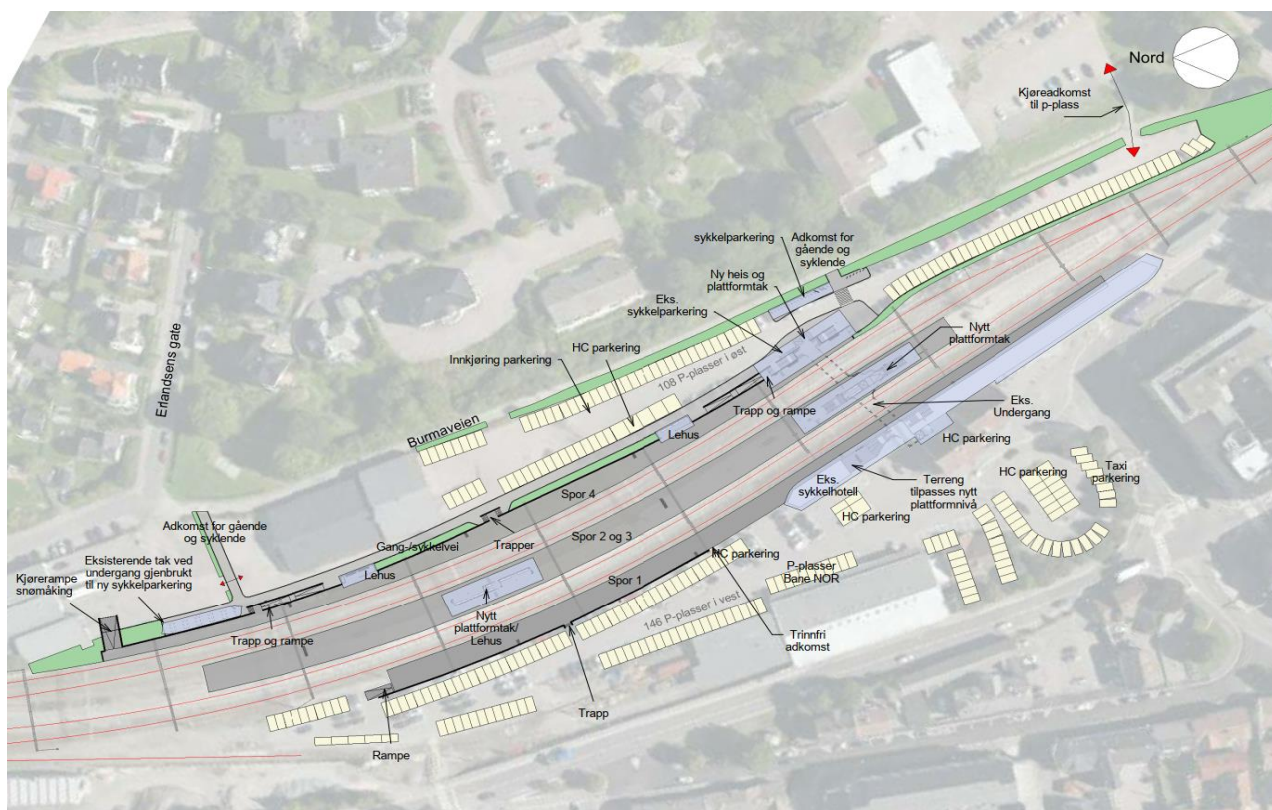 Nord
Kjøreadkomst
til p-plass
sykkelparkering
Adkomst for
gående og
syklende
Ny heis og
plattformtak
Eks.
sykkelparkering
Nytt
plattformtak
HC parkering
Innkjøring parkering
108 P-plasser i øst
Erlandsens gate
Burmaveien
Trapp og rampe
Eks.
Undergang
Lehus
HC parkering
HC parkering
Taxi
parkering
Eks.
sykkelhotell
Terreng
tilpasses nytt
plattformnivå
Spor 4
HC parkering
Adkomst for gående
og syklende
Trapper
Spor 2 og 3
Gang-/sykkelvei
HC parkering
Eksisterende tak ved
undergang gjenbrukt
til ny sykkelparkering
Kjørerampe
snømåking
Lehus
Spor 1
P-plasser
Bane NOR
146 P-plasser i vest
Trapp og rampe
Nytt
plattformtak/
Lehus
Trinnfri
adkomst
Trapp
Rampe